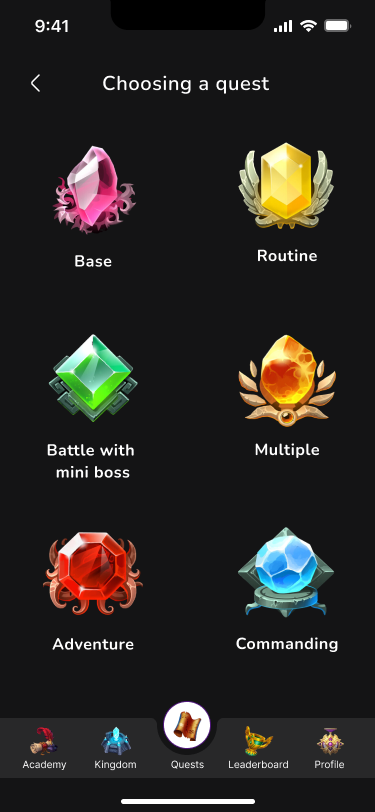 9:41
Choosing a quest
Base
Routine
Battle with
mini boss
Multiple
Adventure
Commanding
Academy
Kingdom
Quests
Leaderboard
Profile